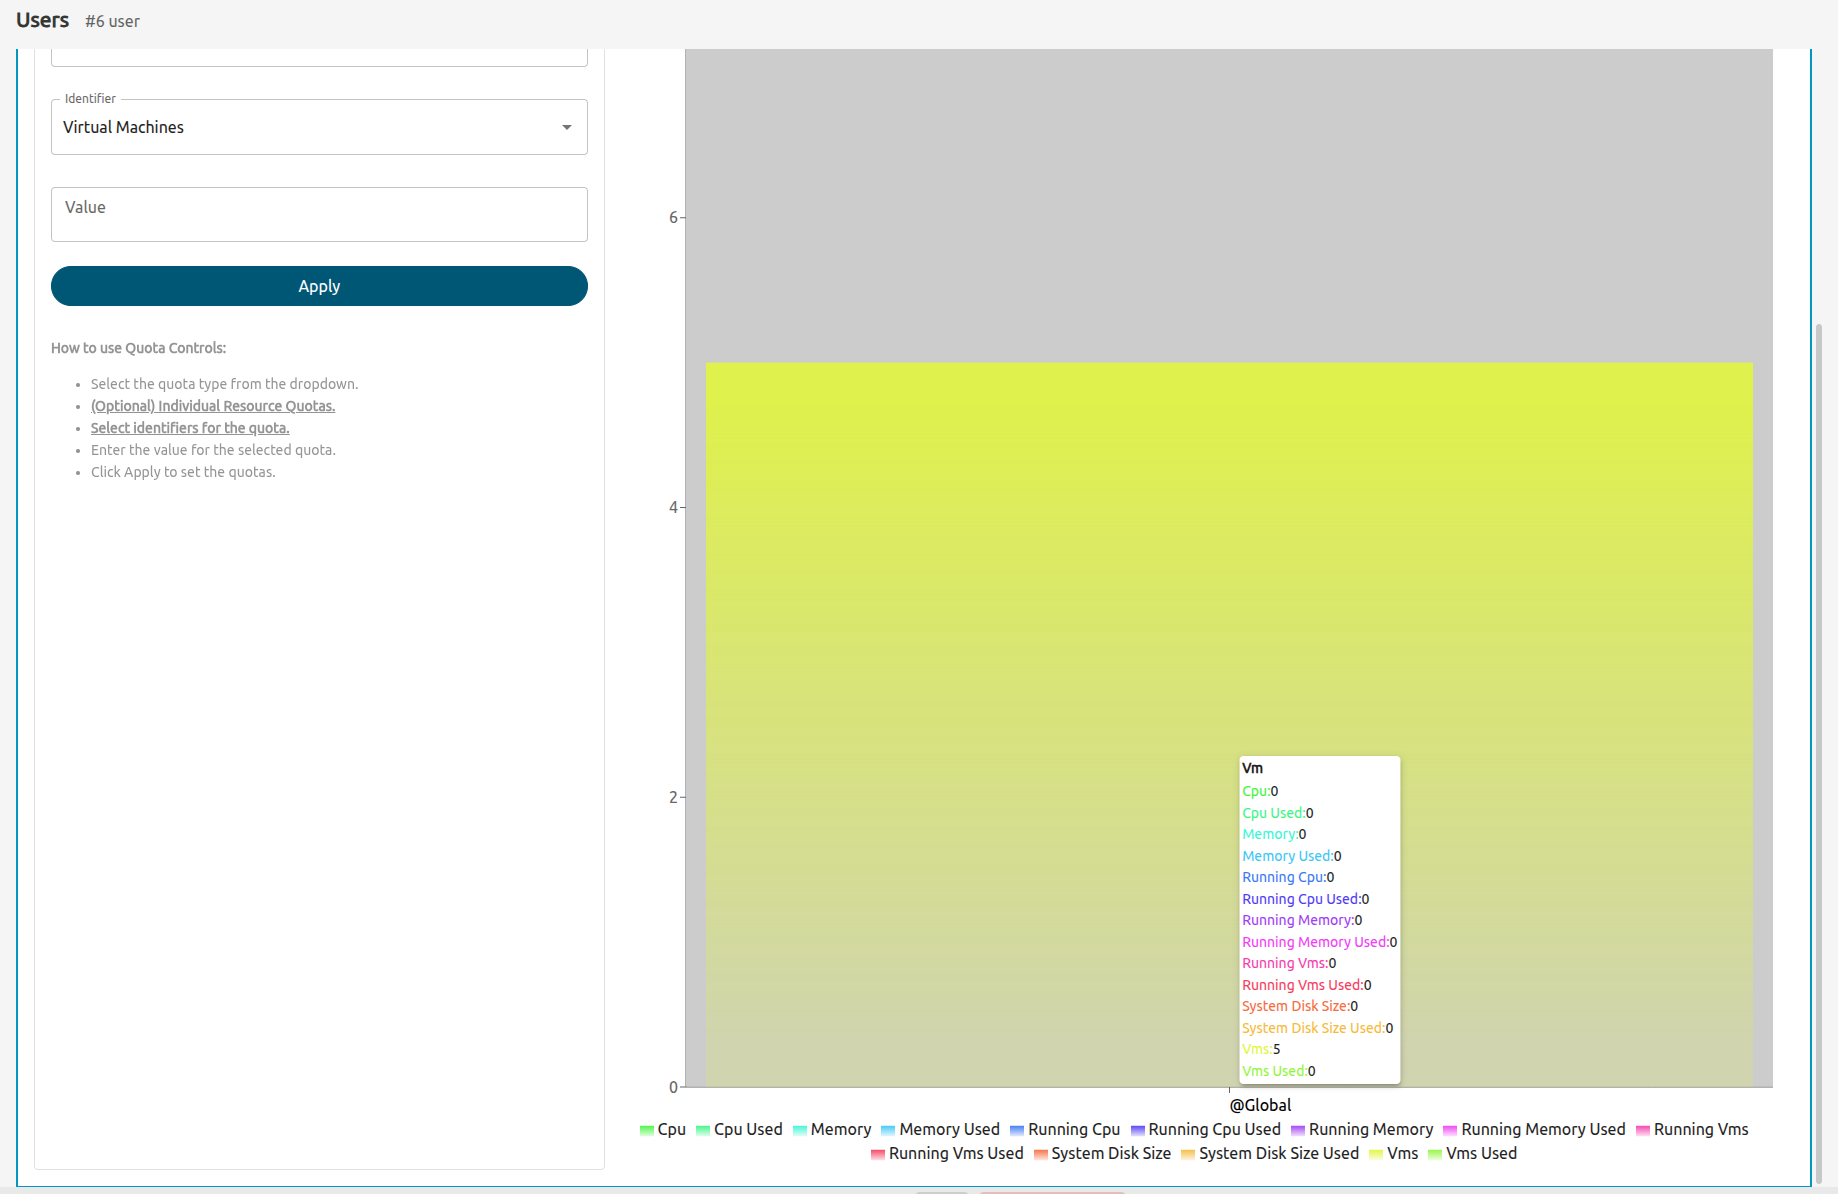 Users #6 user
Identifier
Virtual Machines
Value
Apply
How to use Quota Controls:
• Select the quota type from the dropdown.
• (Optional) Individual Resource Quotas.
• Select identifiers for the quota.
• Enter the value for the selected quota.
• Click Apply to set the quotas.
6
4
2
0
Vm
Cpu:0
Cpu Used:0
Memory:0
Memory Used:0
Running Cpu:0
Running Cpu Used:0
Running Memory:0
Running Memory Used:0
Running Vms:0
Running Vms Used:0
System Disk Size:0
System Disk Size Used:0
Vms:5
Vms Used:0
@Global
Cpu Cpu Used Memory Memory Used Running Cpu Running Cpu Used Running Memory Running Memory Used Running Vms
Running Vms Used System Disk Size System Disk Size Used Vms Vms Used